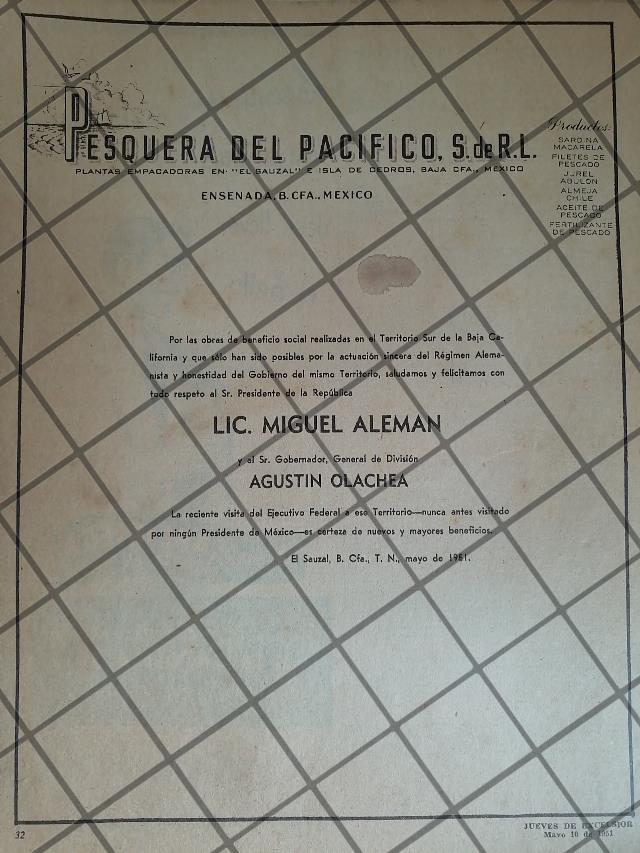 PESQUERA DEL PACIFICO, S. de R.L.
PLANTAS EMPACADORAS EN "EL SAUZAL" E ISLA DE CEDROS, BAJA CFA., MEXICO
ENSENADA, B. CFA., MEXICO
Productos:
SARDINA
MACARELA
FILETES DE
PESCADO
JUREL
ABULON
ALMEJA
CHILE
ACEITE DE
PESCADO
FERTILIZANTE
DE PESCADO
Por las obras de beneficio social realizadas en el Territorio Sur de la Baja Ca-
lifornia y que sólo han sido posibles por la actuación sincera del Régimen Alema-
nista y honestidad del Gobierno del mismo Territorio, saludamos y felicitamos con
todo respeto al Sr. Presidente de la República
LIC. MIGUEL ALEMAN
y al Sr. Gobernador, General de División
AGUSTIN OLACHEA
La reciente visita del Ejecutivo Federal a ese Territorio—nunca antes visitado
por ningún Presidente de México—es certeza de nuevos y mayores beneficios.
El Sauzal, B. Cfa., T. N., mayo de 1951.
32
JUEVES DE EXCELSIOR
Mayo 10 de 1951